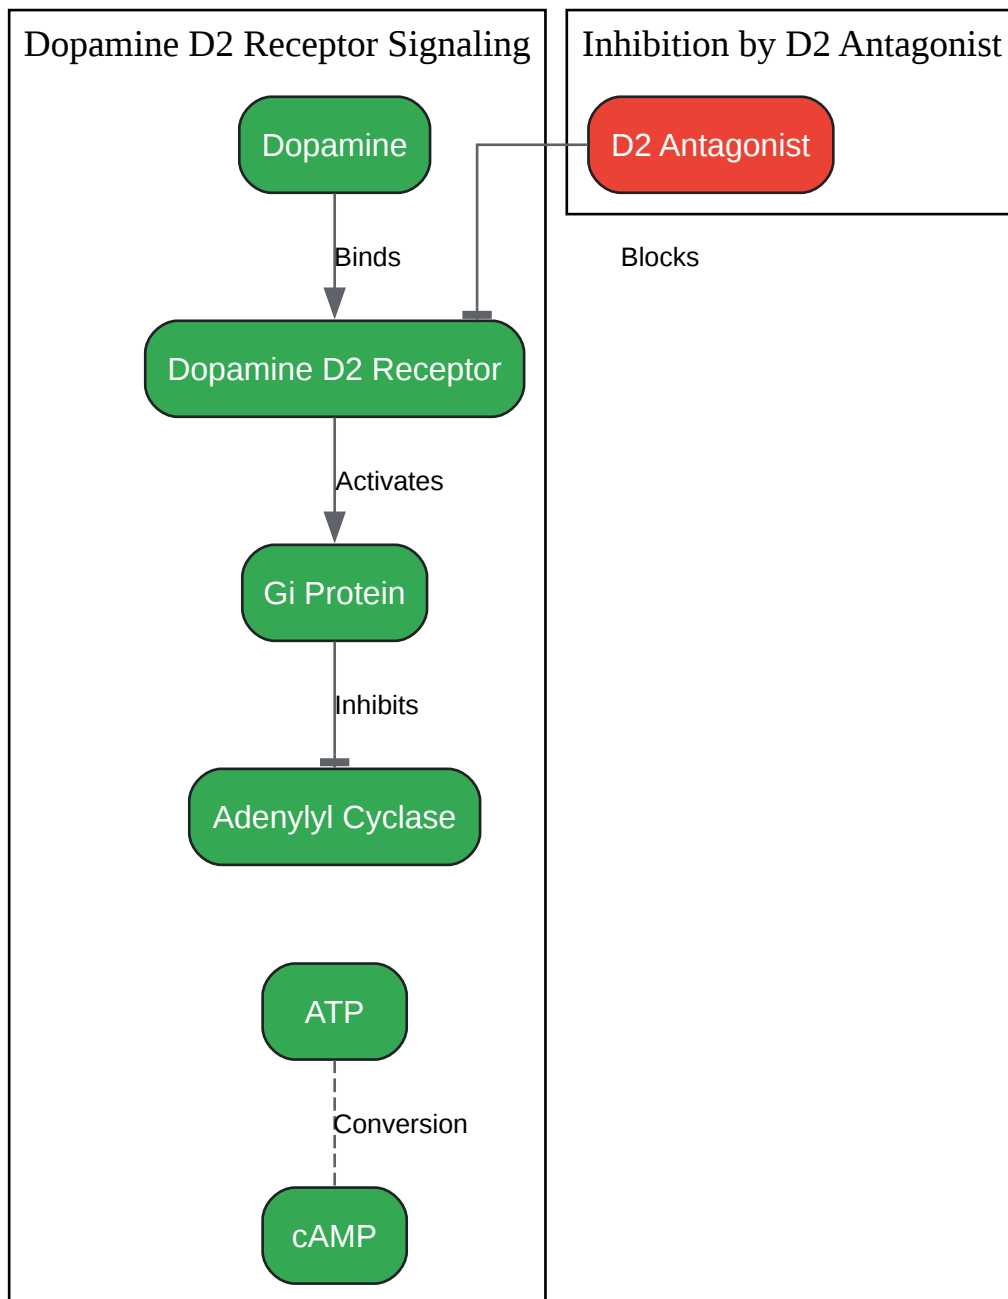 Dopamine D2 Receptor Signaling
Inhibition by D2 Antagonist
Dopamine
D2 Antagonist
Binds
Blocks
Dopamine D2 Receptor
Activates
Gi Protein
Inhibits
Adenylyl Cyclase
ATP
Conversion
cAMP